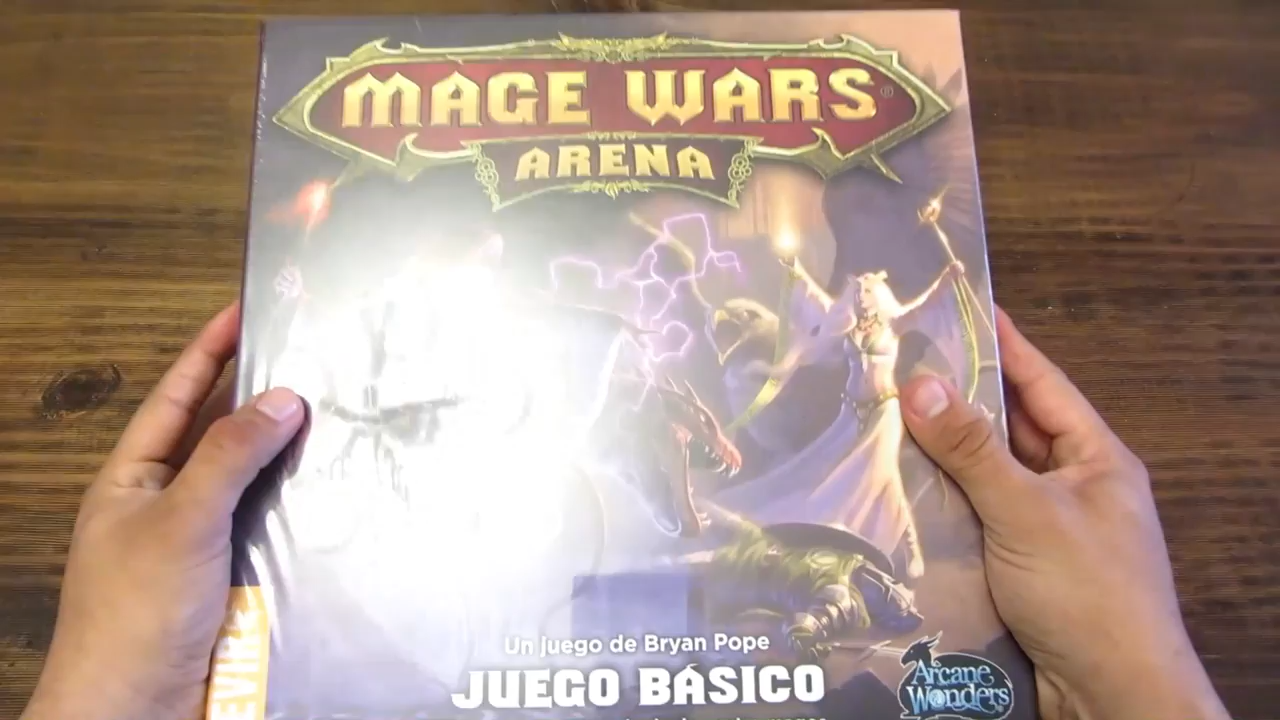 MAGE WARS®
ARENA
Un juego de Bryan Pope
JUEGO BÁSICO
Arcane
Wonders